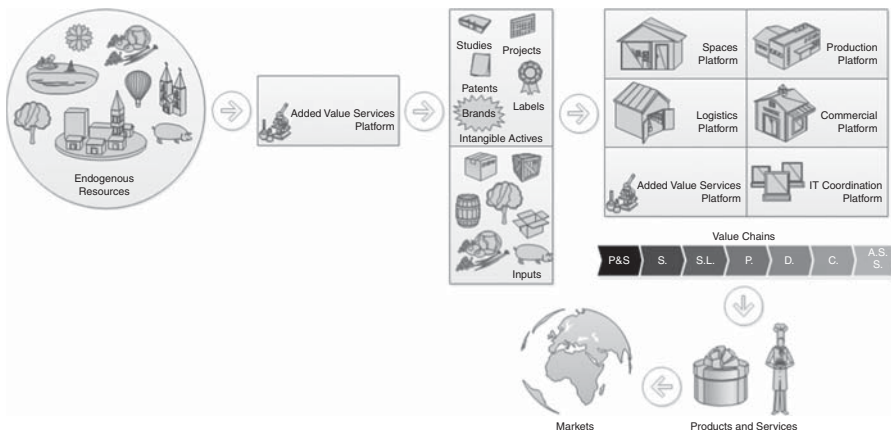 Endogenous
Resources
Added Value Services
Platform
Studies
Projects
Patents
Labels
Brands
Intangible Actives
Inputs
Spaces
Platform
Production
Platform
Logistics
Platform
Commercial
Platform
Added Value Services
Platform
IT Coordination
Platform
Value Chains
P&S
S.
S.L.
P.
D.
C.
A.S.
S.
Markets
Products and Services